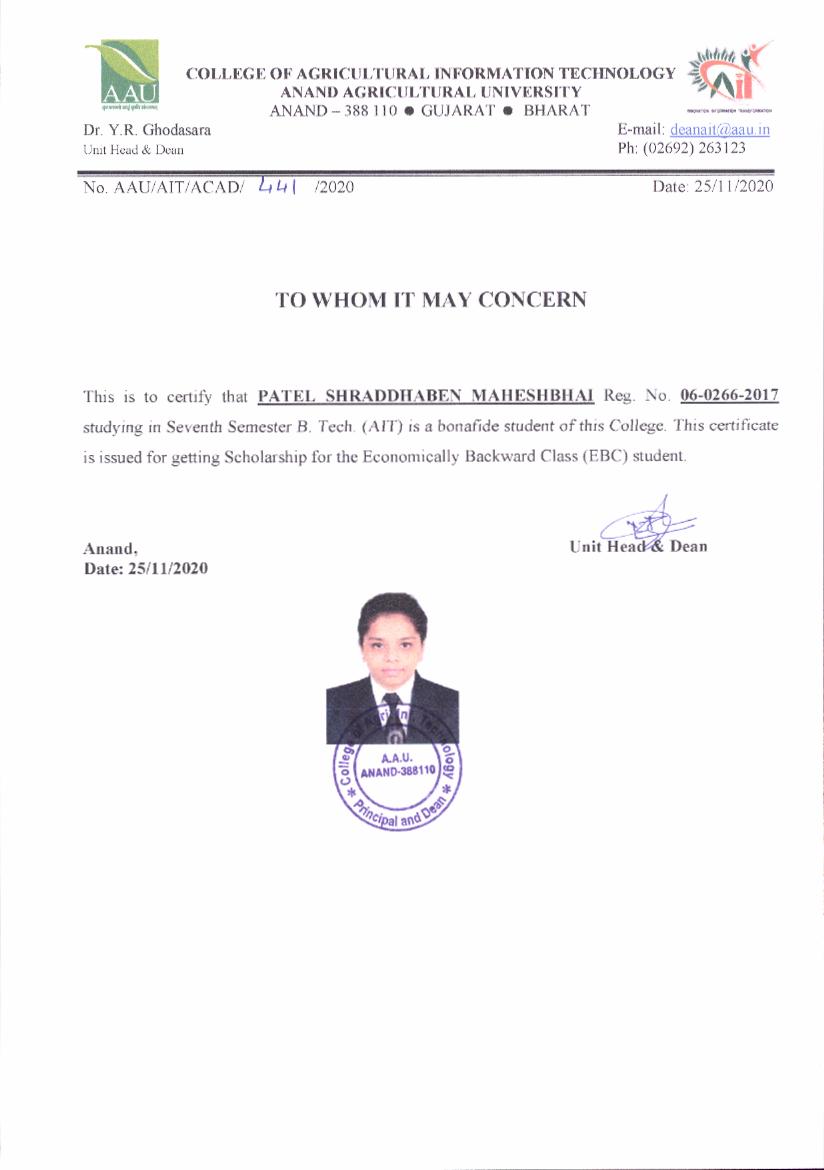 AAU
COLLEGE OF AGRICULTURAL INFORMATION TECHNOLOGY
ANAND AGRICULTURAL UNIVERSITY
ANAND – 388 110 ● GUJARAT ● BHARAT
AIT
INNOVATION INFORMATION TRANSFORMATION
Dr. Y.R. Ghodasara
Unit Head & Dean
E-mail: deanait@aau.in
Ph: (02692) 263123
No. AAU/AIT/ACAD/ 441 /2020
Date: 25/11/2020
TO WHOM IT MAY CONCERN
This is to certify that PATEL SHRADDHABEN MAHESHBHAI Reg. No. 06-0266-2017
studying in Seventh Semester B. Tech. (AIT) is a bonafide student of this College. This certificate
is issued for getting Scholarship for the Economically Backward Class (EBC) student.
Unit Head & Dean
Anand,
Date: 25/11/2020
College of Agri. Inf. Technology
A.A.U.
ANAND-388110
* Principal and Dean *